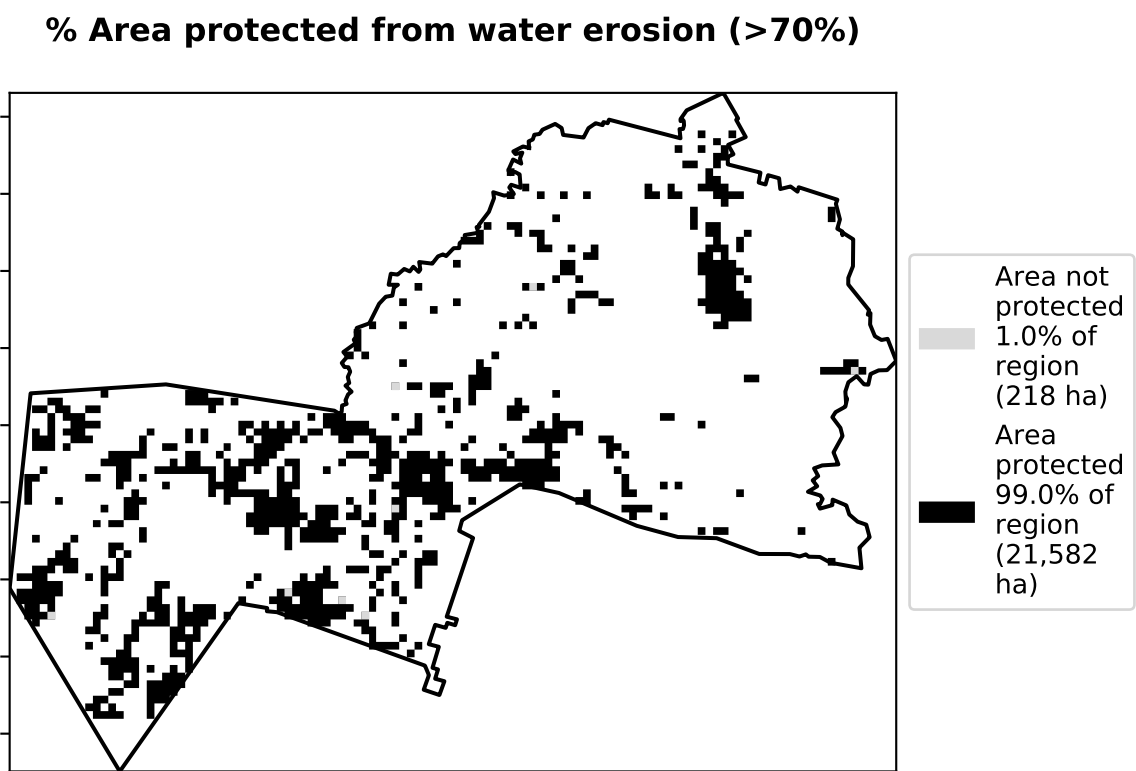 % Area protected from water erosion (>70%)
Area not
protected
1.0% of
region
(218 ha)
Area
protected
99.0% of
region
(21,582
ha)